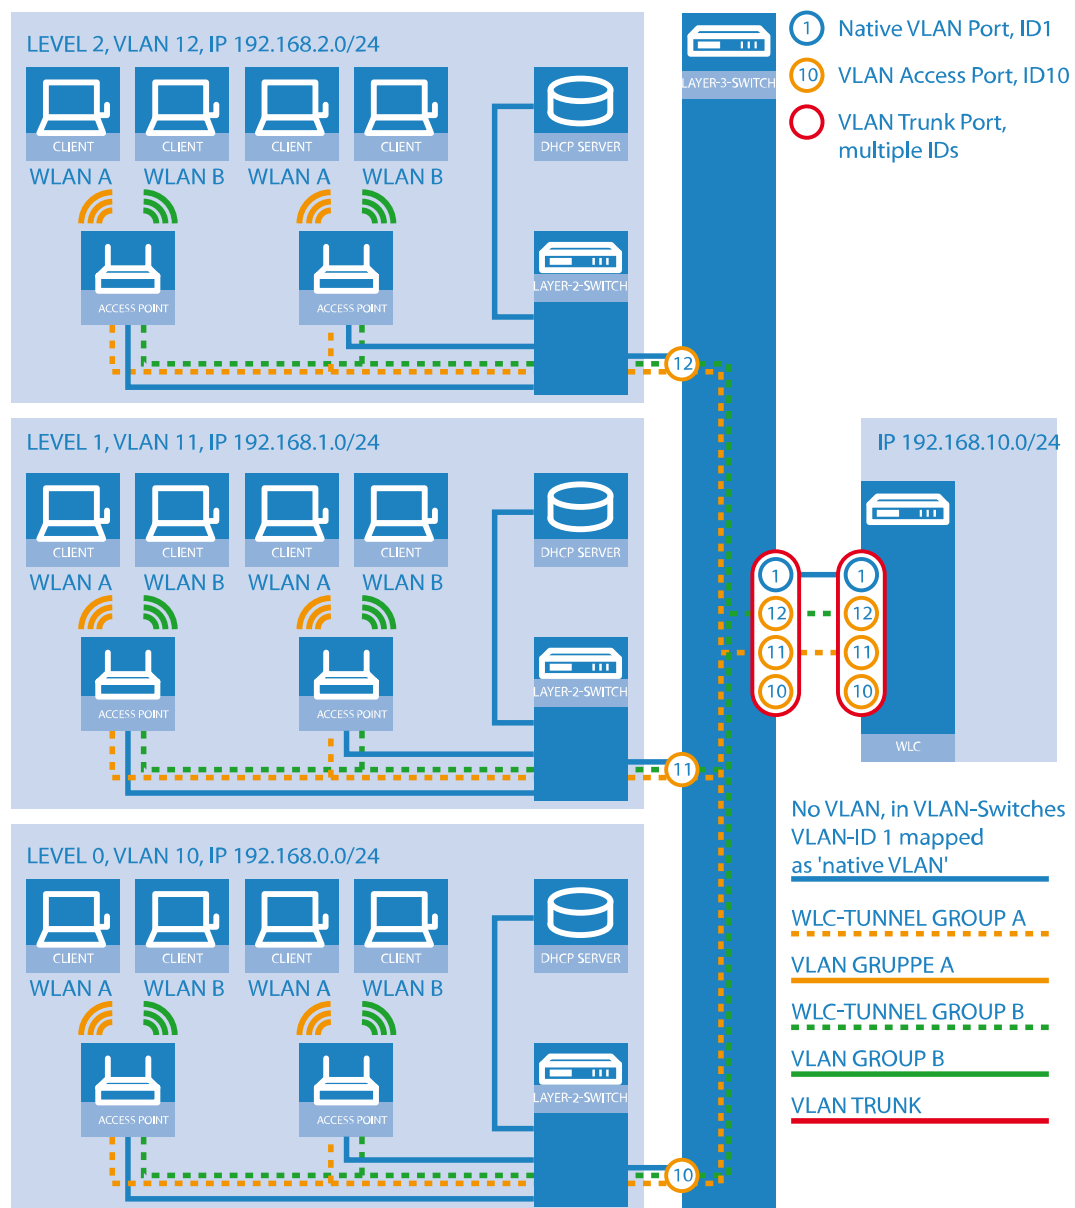 LEVEL 2, VLAN 12, IP 192.168.2.0/24
CLIENT
CLIENT
CLIENT
CLIENT
DHCP SERVER
WLAN A
WLAN B
WLAN A
WLAN B
ACCESS POINT
ACCESS POINT
LAYER-2-SWITCH
12
LEVEL 1, VLAN 11, IP 192.168.1.0/24
CLIENT
CLIENT
CLIENT
CLIENT
DHCP SERVER
WLAN A
WLAN B
WLAN A
WLAN B
ACCESS POINT
ACCESS POINT
LAYER-2-SWITCH
11
LEVEL 0, VLAN 10, IP 192.168.0.0/24
CLIENT
CLIENT
CLIENT
CLIENT
DHCP SERVER
WLAN A
WLAN B
WLAN A
WLAN B
ACCESS POINT
ACCESS POINT
LAYER-2-SWITCH
10
LAYER-3-SWITCH
1 Native VLAN Port, ID1
10 VLAN Access Port, ID10
VLAN Trunk Port,
multiple IDs
IP 192.168.10.0/24
1
12
11
10
1
12
11
10
WLC
No VLAN, in VLAN-Switches
VLAN-ID 1 mapped
as 'native VLAN'
WLC-TUNNEL GROUP A
VLAN GRUPPE A
WLC-TUNNEL GROUP B
VLAN GROUP B
VLAN TRUNK